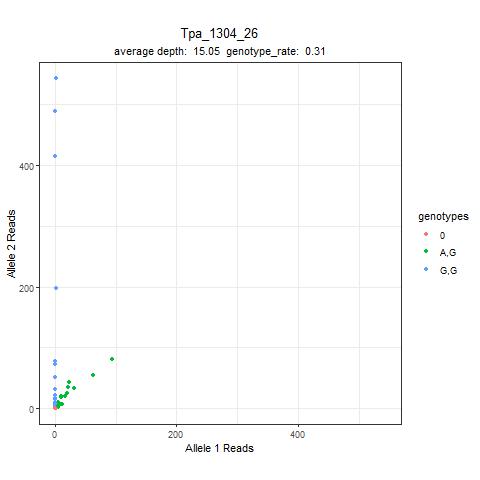 Tpa_1304_26
average depth:  15.05  genotype_rate:  0.31
Allele 2 Reads
400
200
0
0
200
400
Allele 1 Reads
genotypes
0
A,G
G,G